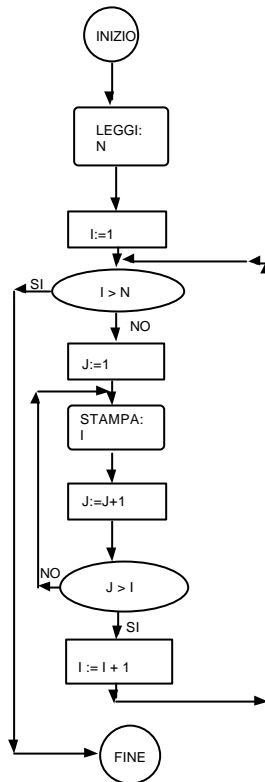 INIZIO
LEGGI:
N
I:=1
SI
I > N
NO
J:=1
STAMPA:
I
J:=J+1
NO
J > I
SI
I := I + 1
FINE